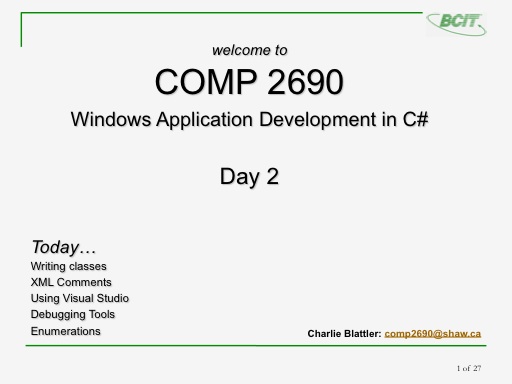 BCIT
welcome to
COMP 2690
Windows Application Development in C#
Day 2
Today…
Writing classes
XML Comments
Using Visual Studio
Debugging Tools
Enumerations
Charlie Blattler: comp2690@shaw.ca
1 of 27